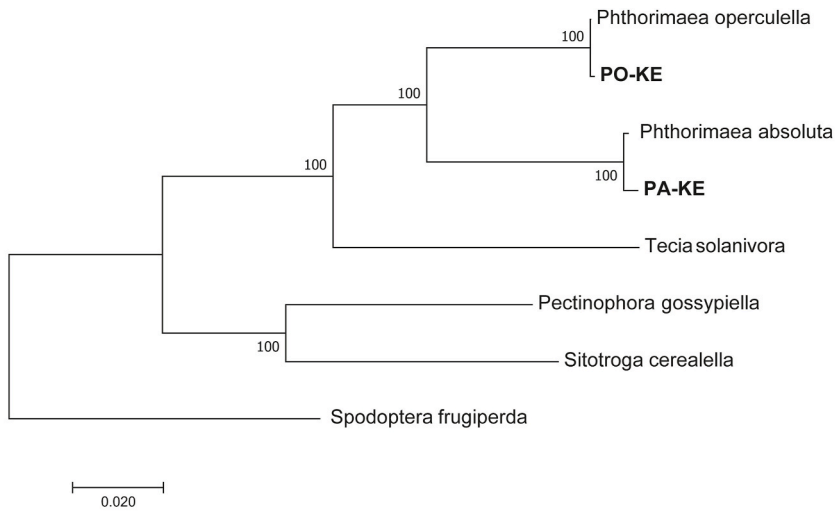 Phthorimaea operculella
100
PO-KE
100
Phthorimaea absoluta
100
100
PA-KE
Tecia solanivora
Pectinophora gossypiella
100
Sitotroga cerealella
Spodoptera frugiperda
0.020